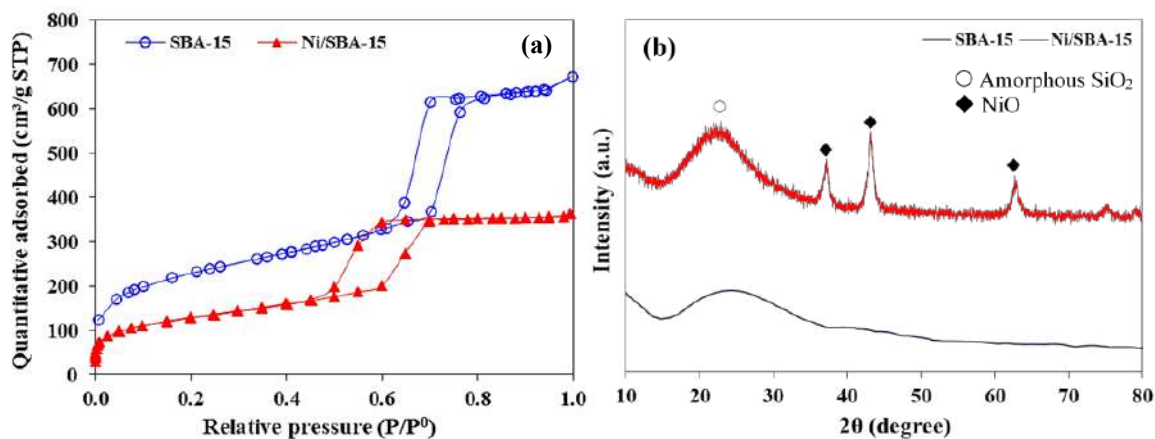 800
700
600
500
400
300
200
100
0
Quantitative adsorbed (cm³/g STP)
SBA-15
Ni/SBA-15
(a)
0.0 0.2 0.4 0.6 0.8 1.0
Relative pressure (P/P⁰)
(b)
SBA-15
Ni/SBA-15
Amorphous SiO₂
NiO
Intensity (a.u.)
10 20 30 40 50 60 70 80
2θ (degree)